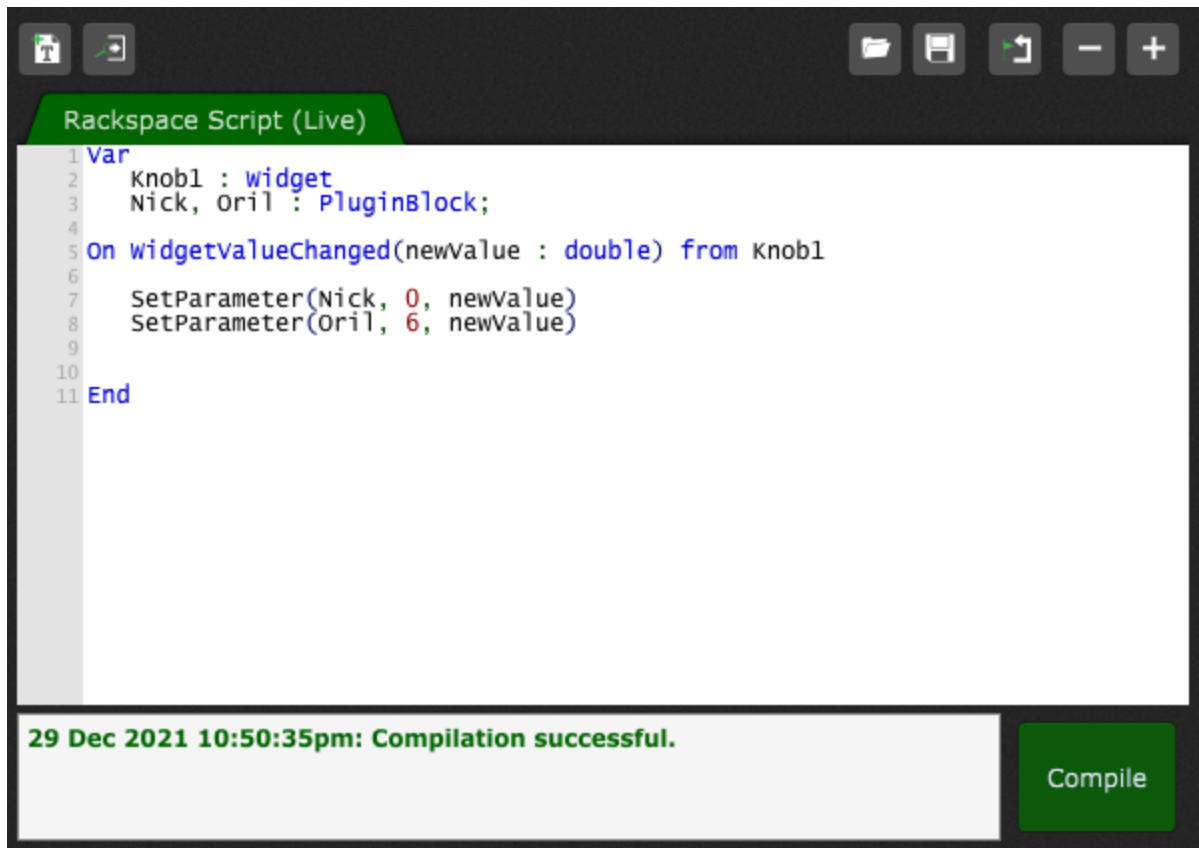 Rackspace Script (Live)
1 Var
2 Knob1 : Widget
3 Nick, Oril : PluginBlock;
4
5 On WidgetValueChanged(newValue : double) from Knob1
6
7 SetParameter(Nick, 0, newValue)
8 SetParameter(Oril, 6, newValue)
9
10
11 End
29 Dec 2021 10:50:35pm: Compilation successful.
Compile